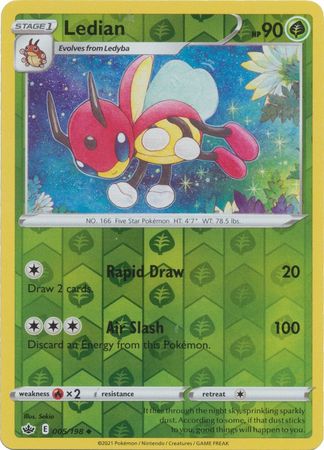 STAGE 1
Ledian
HP 90
Evolves from Ledyba
NO. 166 Five Star Pokémon HT: 4'7" WT: 78.5 lbs.
Rapid Draw 20
Draw 2 cards.
Air Slash 100
Discard an Energy from this Pokémon.
weakness ×2 resistance retreat
Illus. Sekio
E 005/198
It flies through the night sky, sprinkling sparkly
dust. According to some, if that dust sticks
to you, good things will happen to you.
©2021 Pokémon / Nintendo / Creatures / GAME FREAK